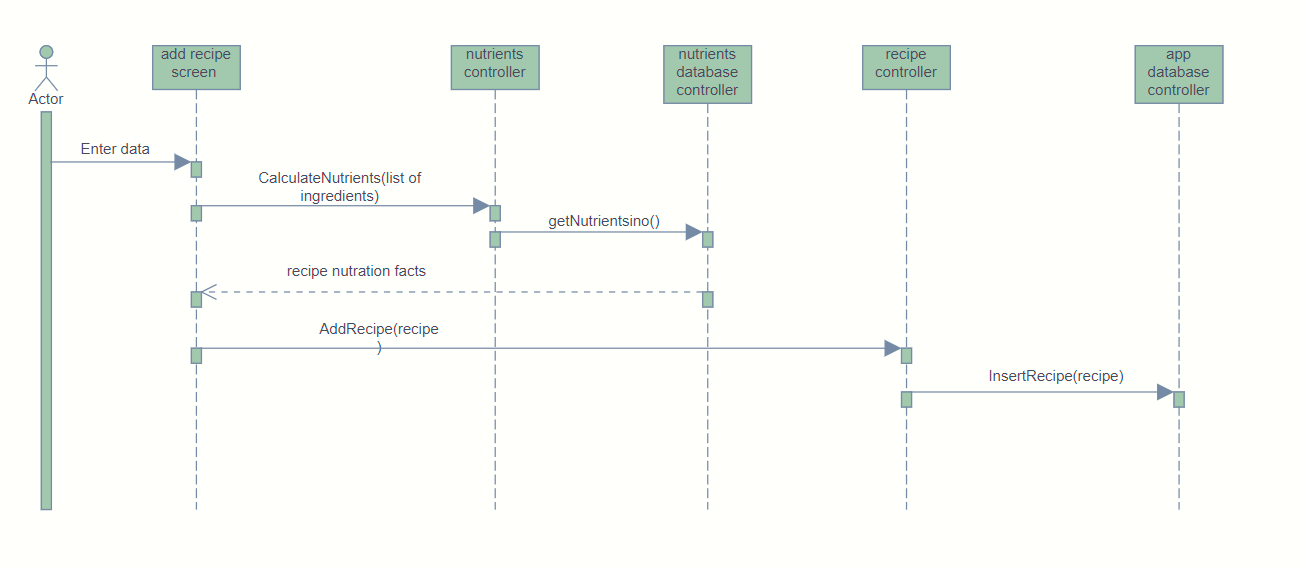 add recipe
screen
nutrients
controller
nutrients
database
controller
recipe
controller
app
database
controller
Actor
Enter data
CalculateNutrients(list of
ingredients)
getNutrientsino()
recipe nutration facts
AddRecipe(recipe
)
InsertRecipe(recipe)